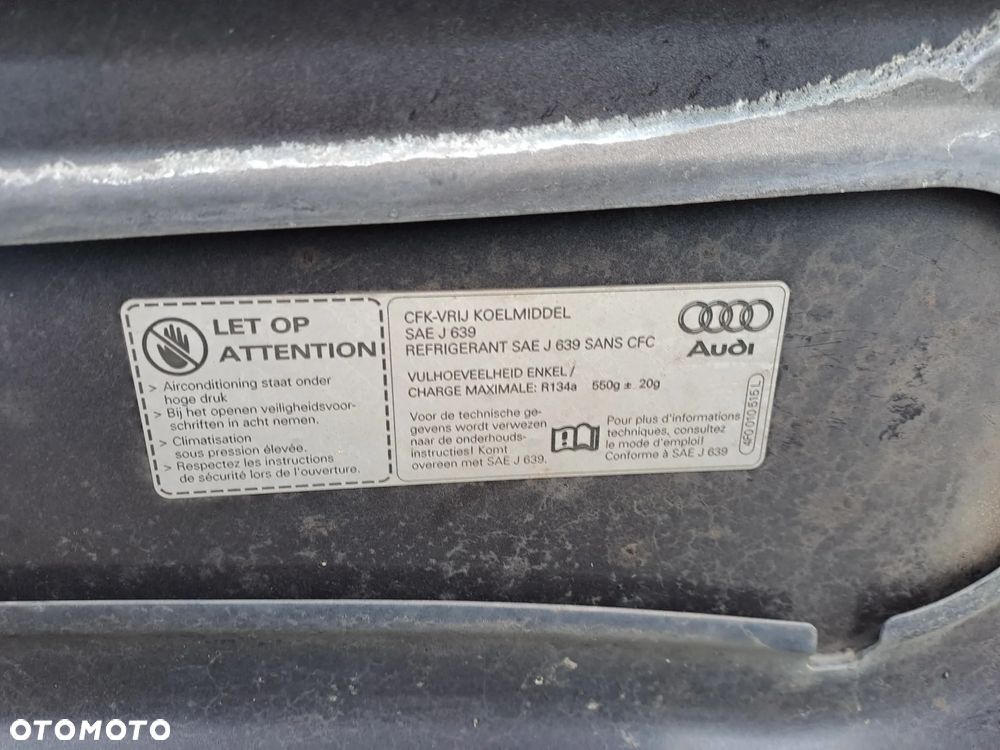 LET OP
ATTENTION
> Airconditioning staat onder
hoge druk
> Bij het openen veiligheidsvoor-
schriften in acht nemen.
> Climatisation
sous pression élevée.
> Respectez les instructions
de sécurité lors de l'ouverture.
CFK-VRIJ KOELMIDDEL
SAE J 639
REFRIGERANT SAE J 639 SANS CFC
VULHOEVEELHEID ENKEL /
CHARGE MAXIMALE: R134a 550g ± 20g
Voor de technische ge-
gevens wordt verwezen
naar de onderhouds-
instructies! Komt
overeen met SAE J 639.
Pour plus d'informations
techniques, consultez
le mode d'emploi!
Conforme à SAE J 639
Audi
4F0 010 515 L
OTOMOTO